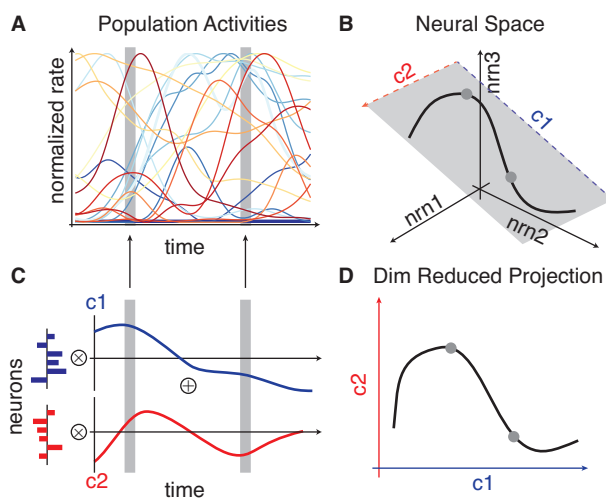 A Population Activities
normalized rate
time
B Neural Space
c2
nrn3
c1
nrn1
nrn2
C
c1
neurons
c2
time
D Dim Reduced Projection
c2
c1